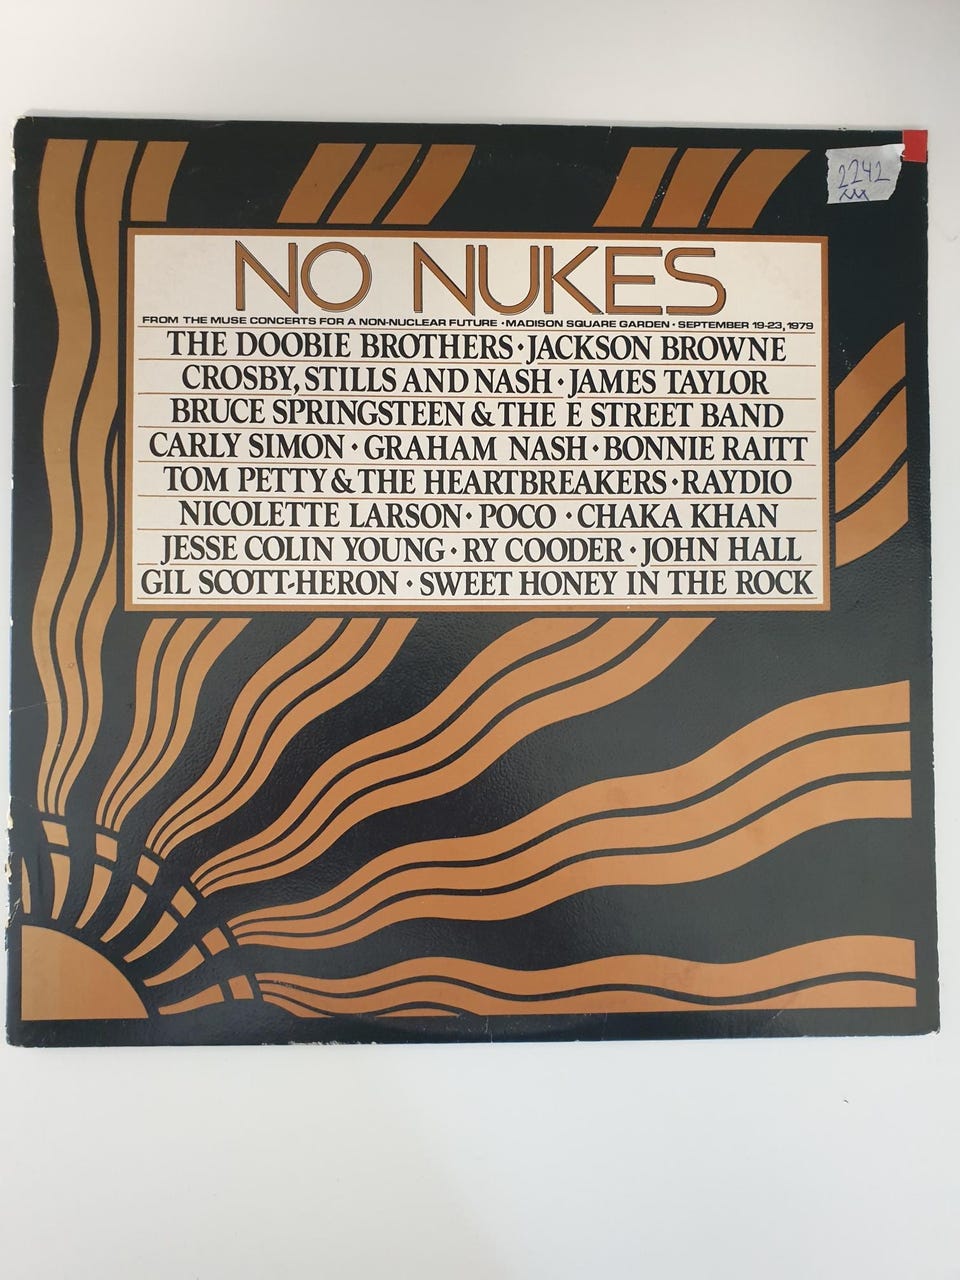 2242
xxx
NO NUKES
FROM THE MUSE CONCERTS FOR A NON-NUCLEAR FUTURE • MADISON SQUARE GARDEN • SEPTEMBER 19-23, 1979
THE DOOBIE BROTHERS • JACKSON BROWNE
CROSBY, STILLS AND NASH • JAMES TAYLOR
BRUCE SPRINGSTEEN & THE E STREET BAND
CARLY SIMON • GRAHAM NASH • BONNIE RAITT
TOM PETTY & THE HEARTBREAKERS • RAYDIO
NICOLETTE LARSON • POCO • CHAKA KHAN
JESSE COLIN YOUNG • RY COODER • JOHN HALL
GIL SCOTT-HERON • SWEET HONEY IN THE ROCK